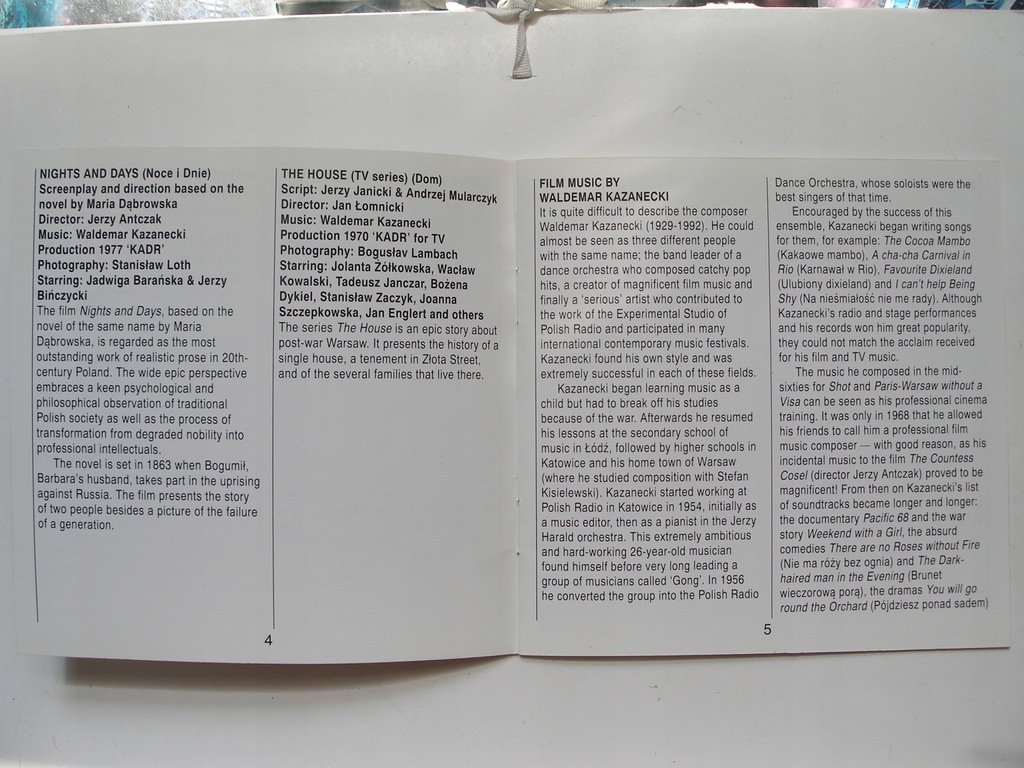 NIGHTS AND DAYS (Noce i Dnie)
Screenplay and direction based on the
novel by Maria Dąbrowska
Director: Jerzy Antczak
Music: Waldemar Kazanecki
Production 1977 'KADR'
Photography: Stanisław Loth
Starring: Jadwiga Barańska & Jerzy
Bińczycki
The film Nights and Days, based on the
novel of the same name by Maria
Dąbrowska, is regarded as the most
outstanding work of realistic prose in 20th-
century Poland. The wide epic perspective
embraces a keen psychological and
philosophical observation of traditional
Polish society as well as the process of
transformation from degraded nobility into
professional intellectuals.
The novel is set in 1863 when Bogumił,
Barbara's husband, takes part in the uprising
against Russia. The film presents the story
of two people besides a picture of the failure
of a generation.
THE HOUSE (TV series) (Dom)
Script: Jerzy Janicki & Andrzej Mularczyk
Director: Jan Łomnicki
Music: Waldemar Kazanecki
Production 1970 'KADR' for TV
Photography: Bogusław Lambach
Starring: Jolanta Żółkowska, Wacław
Kowalski, Tadeusz Janczar, Bożena
Dykiel, Stanisław Zaczyk, Joanna
Szczepkowska, Jan Englert and others
The series The House is an epic story about
post-war Warsaw. It presents the history of a
single house, a tenement in Złota Street,
and of the several families that live there.
4
FILM MUSIC BY
WALDEMAR KAZANECKI
It is quite difficult to describe the composer
Waldemar Kazanecki (1929-1992). He could
almost be seen as three different people
with the same name; the band leader of a
dance orchestra who composed catchy pop
hits, a creator of magnificent film music and
finally a 'serious' artist who contributed to
the work of the Experimental Studio of
Polish Radio and participated in many
international contemporary music festivals.
Kazanecki found his own style and was
extremely successful in each of these fields.
Kazanecki began learning music as a
child but had to break off his studies
because of the war. Afterwards he resumed
his lessons at the secondary school of
music in Łódź, followed by higher schools in
Katowice and his home town of Warsaw
(where he studied composition with Stefan
Kisielewski). Kazanecki started working at
Polish Radio in Katowice in 1954, initially as
a music editor, then as a pianist in the Jerzy
Harald orchestra. This extremely ambitious
and hard-working 26-year-old musician
found himself before very long leading a
group of musicians called 'Gong'. In 1956
he converted the group into the Polish Radio
Dance Orchestra, whose soloists were the
best singers of that time.
Encouraged by the success of this
ensemble, Kazanecki began writing songs
for them, for example: The Cocoa Mambo
(Kakaowe mambo), A cha-cha Carnival in
Rio (Karnawał w Rio), Favourite Dixieland
(Ulubiony dixieland) and I can't help Being
Shy (Na nieśmiałość nie me rady). Although
Kazanecki's radio and stage performances
and his records won him great popularity,
they could not match the acclaim received
for his film and TV music.
The music he composed in the mid-
sixties for Shot and Paris-Warsaw without a
Visa can be seen as his professional cinema
training. It was only in 1968 that he allowed
his friends to call him a professional film
music composer — with good reason, as his
incidental music to the film The Countess
Cosel (director Jerzy Antczak) proved to be
magnificent! From then on Kazanecki's list
of soundtracks became longer and longer:
the documentary Pacific 68 and the war
story Weekend with a Girl, the absurd
comedies There are no Roses without Fire
(Nie ma róży bez ognia) and The Dark-
haired man in the Evening (Brunet
wieczorową porą), the dramas You will go
round the Orchard (Pójdziesz ponad sadem)
5